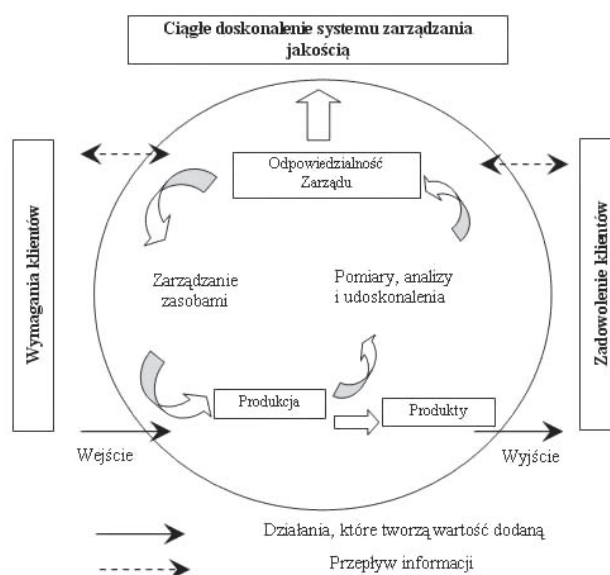 Ciągłe doskonalenie systemu zarządzania
jakością
Wymagania klientów
Odpowiedzialność
Zarządu
Zadowolenie klientów
Zarządzanie
zasobami
Pomiary, analizy
i udoskonalenia
Produkcja
Produkty
Wejście
Wyjście
Działania, które tworzą wartość dodaną
Przepływ informacji